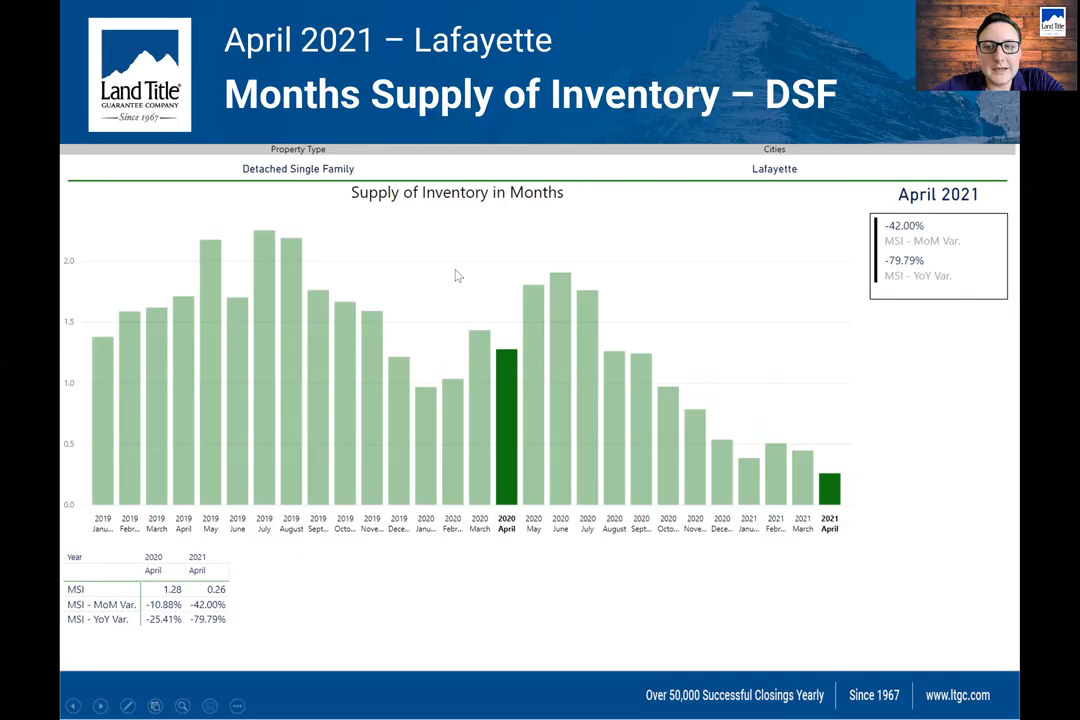 April 2021 – Lafayette
Months Supply of Inventory – DSF
Land Title®
GUARANTEE COMPANY
Since 1967
Land Title
Property Type Cities
Detached Single Family Lafayette
Supply of Inventory in Months
April 2021
-42.00%
MSI - MoM Var.
-79.79%
MSI - YoY Var.
2.0
1.5
1.0
0.5
0.0
2019 2019 2019 2019 2019 2019 2019 2019 2019 2019 2019 2019 2020 2020 2020 2020 2020 2020 2020 2020 2020 2020 2020 2020 2021 2021 2021 2021
Janu... Febr... March April May June July August Sept... Octo... Nove... Dece... Janu... Febr... March April May June July August Sept... Octo... Nove... Dece... Janu... Febr... March April
Year 2020 2021
April April
MSI 1.28 0.26
MSI - MoM Var. -10.88% -42.00%
MSI - YoY Var. -25.41% -79.79%
Over 50,000 Successful Closings Yearly Since 1967 www.ltgc.com